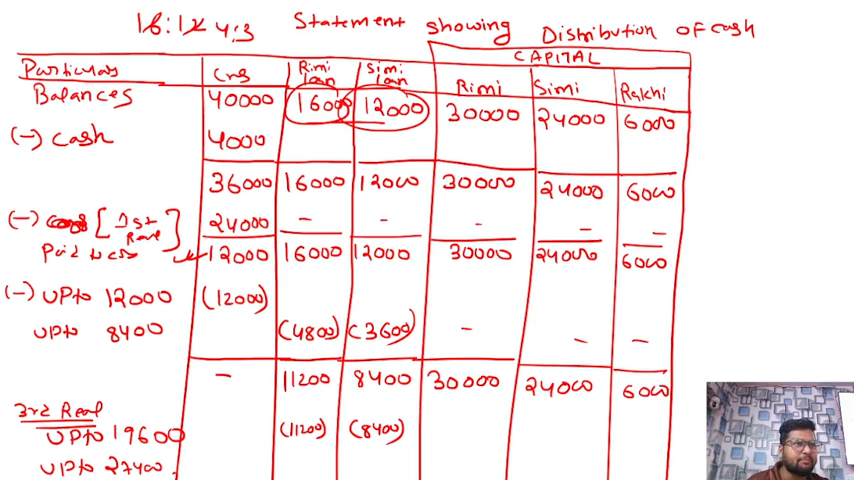 16:12 4:3 Statement showing Distribution of cash
CAPITAL
Particulars Crs Rimi loan Simi loan Rimi Simi Rakhi
Balances 40000 16000 12000 30000 24000 6000
(-) Cash 4000
36000 16000 12000 30000 24000 6000
(-) [1st Real] 24000 - - - - -
Paid to crs 12000 16000 12000 30000 24000 6000
(-) UPto 12000 (12000)
UPto 8400 (4800) (3600) - - -
- 11200 8400 30000 24000 6000
3rd Real
UPto 19600 (11200) (8400)
UPto 27400.